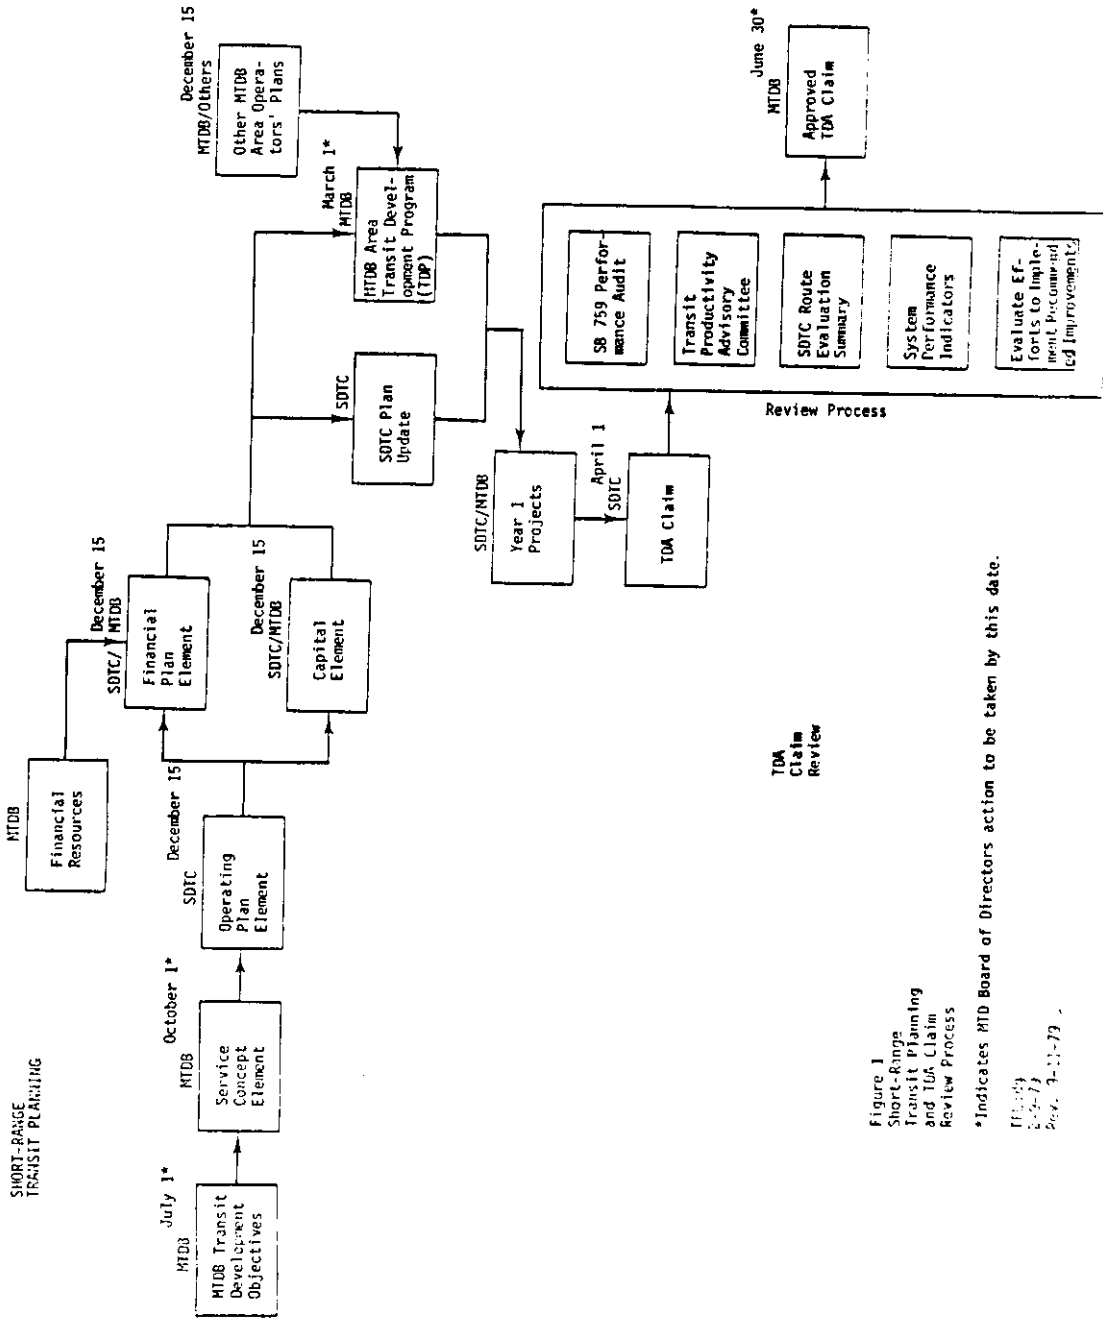 SHORT-RANGE
TRANSIT PLANNING
MTDB
July 1*
MTDB Transit
Development
Objectives
MTDB
October 1*
Service
Concept
Element
SDTC
December 15
Operating
Plan
Element
MTDB
Financial
Resources
December 15
SDTC/
MTDB
Financial
Plan
Element
December 15
SDTC/MTDB
Capital
Element
SDTC
SDTC Plan
Update
March 1*
MTDB
MTDB Area
Transit Devel-
opment Program
(TDP)
December 15
MTDB/Others
Other MTDB
Area Opera-
tors' Plans
SDTC/MTDB
Year 1
Projects
April 1
SDTC
TDA Claim
TDA
Claim
Review
Review Process
SB 759 Perfor-
mance Audit
Transit
Productivity
Advisory
Committee
SDTC Route
Evaluation
Summary
System
Performance
Indicators
Evaluate Ef-
forts to Imple-
ment Recommend
ed Improvements
June 30*
MTDB
Approved
TDA Claim
Figure 1
Short-Range
Transit Planning
and TDA Claim
Review Process
*Indicates MTD Board of Directors action to be taken by this date.